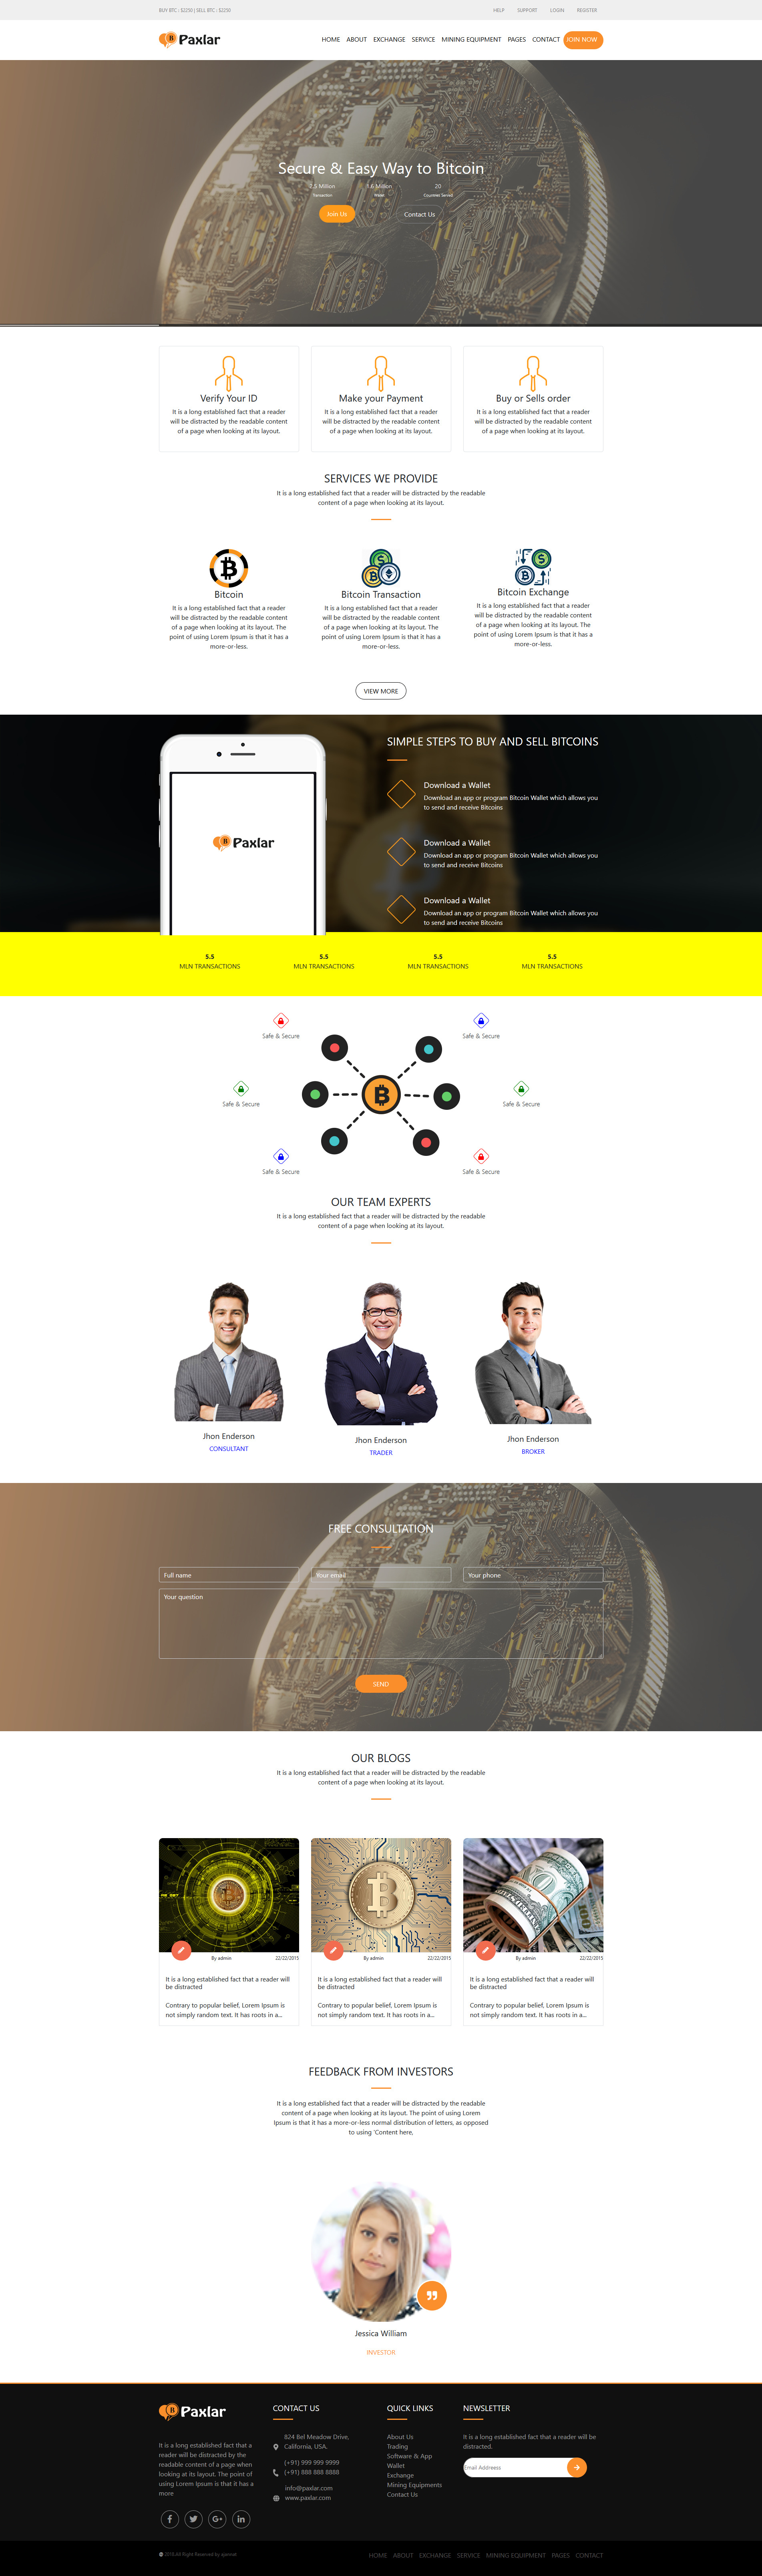 BUY BTC : $2230 | SELL BTC : $2250
HELP SUPPORT LOGIN REGISTER
Paxlar
HOME ABOUT EXCHANGE SERVICE MINING EQUIPMENT PAGES CONTACT JOIN NOW
Secure & Easy Way to Bitcoin
Million Million 20
Transaction Wallet Countries Served
Join Us Contact Us
Verify Your ID
It is a long established fact that a reader
will be distracted by the readable content
of a page when looking at its layout.
Make your Payment
It is a long established fact that a reader
will be distracted by the readable content
of a page when looking at its layout.
Buy or Sells order
It is a long established fact that a reader
will be distracted by the readable content
of a page when looking at its layout.
SERVICES WE PROVIDE
It is a long established fact that a reader will be distracted by the readable
content of a page when looking at its layout.
Bitcoin
It is a long established fact that a reader
will be distracted by the readable content
of a page when looking at its layout. The
point of using Lorem Ipsum is that it has a
more-or-less.
Bitcoin Transaction
It is a long established fact that a reader
will be distracted by the readable content
of a page when looking at its layout. The
point of using Lorem Ipsum is that it has a
more-or-less.
Bitcoin Exchange
It is a long established fact that a reader
will be distracted by the readable content
of a page when looking at its layout. The
point of using Lorem Ipsum is that it has a
more-or-less.
VIEW MORE
Paxlar
SIMPLE STEPS TO BUY AND SELL BITCOINS
Download a Wallet
Download an app or program Bitcoin Wallet which allows you
to send and receive Bitcoins
Download a Wallet
Download an app or program Bitcoin Wallet which allows you
to send and receive Bitcoins
Download a Wallet
Download an app or program Bitcoin Wallet which allows you
to send and receive Bitcoins
5.5 5.5 5.5 5.5
MLN TRANSACTIONS MLN TRANSACTIONS MLN TRANSACTIONS MLN TRANSACTIONS
Safe & Secure Safe & Secure
Safe & Secure Safe & Secure
Safe & Secure Safe & Secure
OUR TEAM EXPERTS
It is a long established fact that a reader will be distracted by the readable
content of a page when looking at its layout.
Jhon Enderson
CONSULTANT
Jhon Enderson
TRADER
Jhon Enderson
BROKER
FREE CONSULTATION
Full name Your email Your phone
Your question
SEND
OUR BLOGS
It is a long established fact that a reader will be distracted by the readable
content of a page when looking at its layout.
By admin 22/22/2015
It is a long established fact that a reader will
be distracted
Contrary to popular belief, Lorem Ipsum is
not simply random text. It has roots in a...
By admin 22/22/2015
It is a long established fact that a reader will
be distracted
Contrary to popular belief, Lorem Ipsum is
not simply random text. It has roots in a...
By admin 22/22/2015
It is a long established fact that a reader will
be distracted
Contrary to popular belief, Lorem Ipsum is
not simply random text. It has roots in a...
FEEDBACK FROM INVESTORS
It is a long established fact that a reader will be distracted by the readable
content of a page when looking at its layout. The point of using Lorem
Ipsum is that it has a more-or-less normal distribution of letters, as opposed
to using 'Content here,
Jessica William
INVESTOR
Paxlar
It is a long established fact that a
reader will be distracted by the
readable content of a page when
looking at its layout. The point of
using Lorem Ipsum is that it has a
more
CONTACT US
824 Bel Meadow Drive,
California, USA.
(+91) 999 999 9999
(+91) 888 888 8888
info@paxlar.com
www.paxlar.com
QUICK LINKS
About Us
Trading
Software & App
Wallet
Exchange
Mining Equipments
Contact Us
NEWSLETTER
It is a long established fact that a reader will be
distracted.
Email Addresss
All Right Reserved by
HOME ABOUT EXCHANGE SERVICE MINING EQUIPMENT PAGES CONTACT